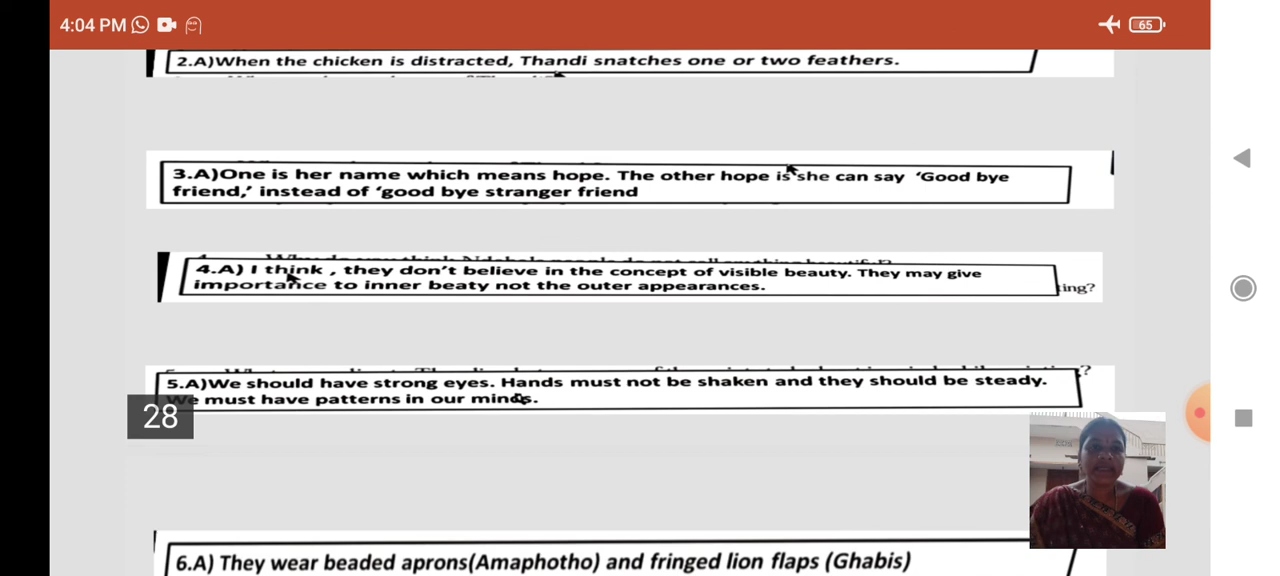 4:04 PM
65
2.A)When the chicken is distracted, Thandi snatches one or two feathers.
3.A)One is her name which means hope. The other hope is she can say ‘Good bye
friend,’ instead of ‘good bye stranger friend
4.A) I think , they don’t believe in the concept of visible beauty. They may give
importance to inner beaty not the outer appearances.
ting?
?
5.A)We should have strong eyes. Hands must not be shaken and they should be steady.
We must have patterns in our minds.
28
6.A) They wear beaded aprons(Amaphotho) and fringed lion flaps (Ghabis)